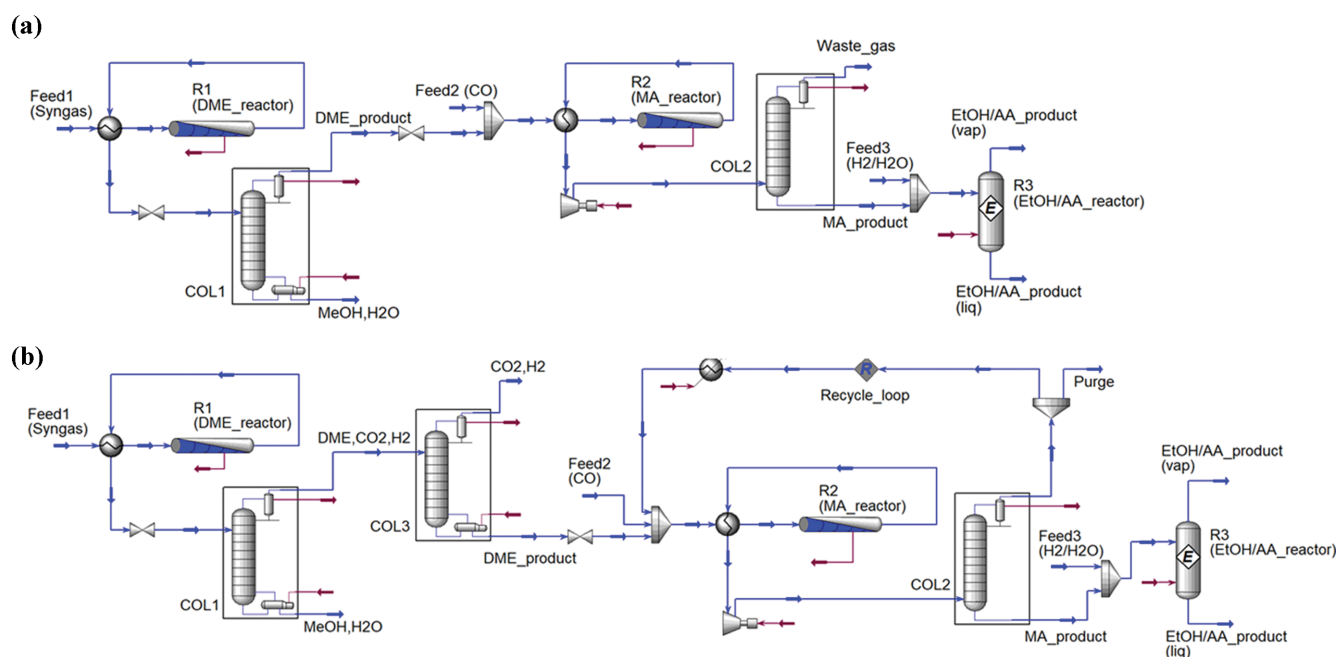 (a)
Waste_gas
R1
(DME_reactor)
Feed1
(Syngas)
Feed2 (CO)
R2
(MA_reactor)
DME_product
EtOH/AA_product
(vap)
COL2
Feed3
(H2/H2O)
R3
(EtOH/AA_reactor)
E
MA_product
COL1
MeOH,H2O
EtOH/AA_product
(liq)
(b)
CO2,H2
R
Recycle_loop
Purge
R1
(DME_reactor)
Feed1
(Syngas)
DME,CO2,H2
Feed2
(CO)
R2
(MA_reactor)
EtOH/AA_product
(vap)
COL3
DME_product
Feed3
(H2/H2O)
R3
(EtOH/AA_reactor)
E
COL2
COL1
MeOH,H2O
MA_product
EtOH/AA_product
(liq)